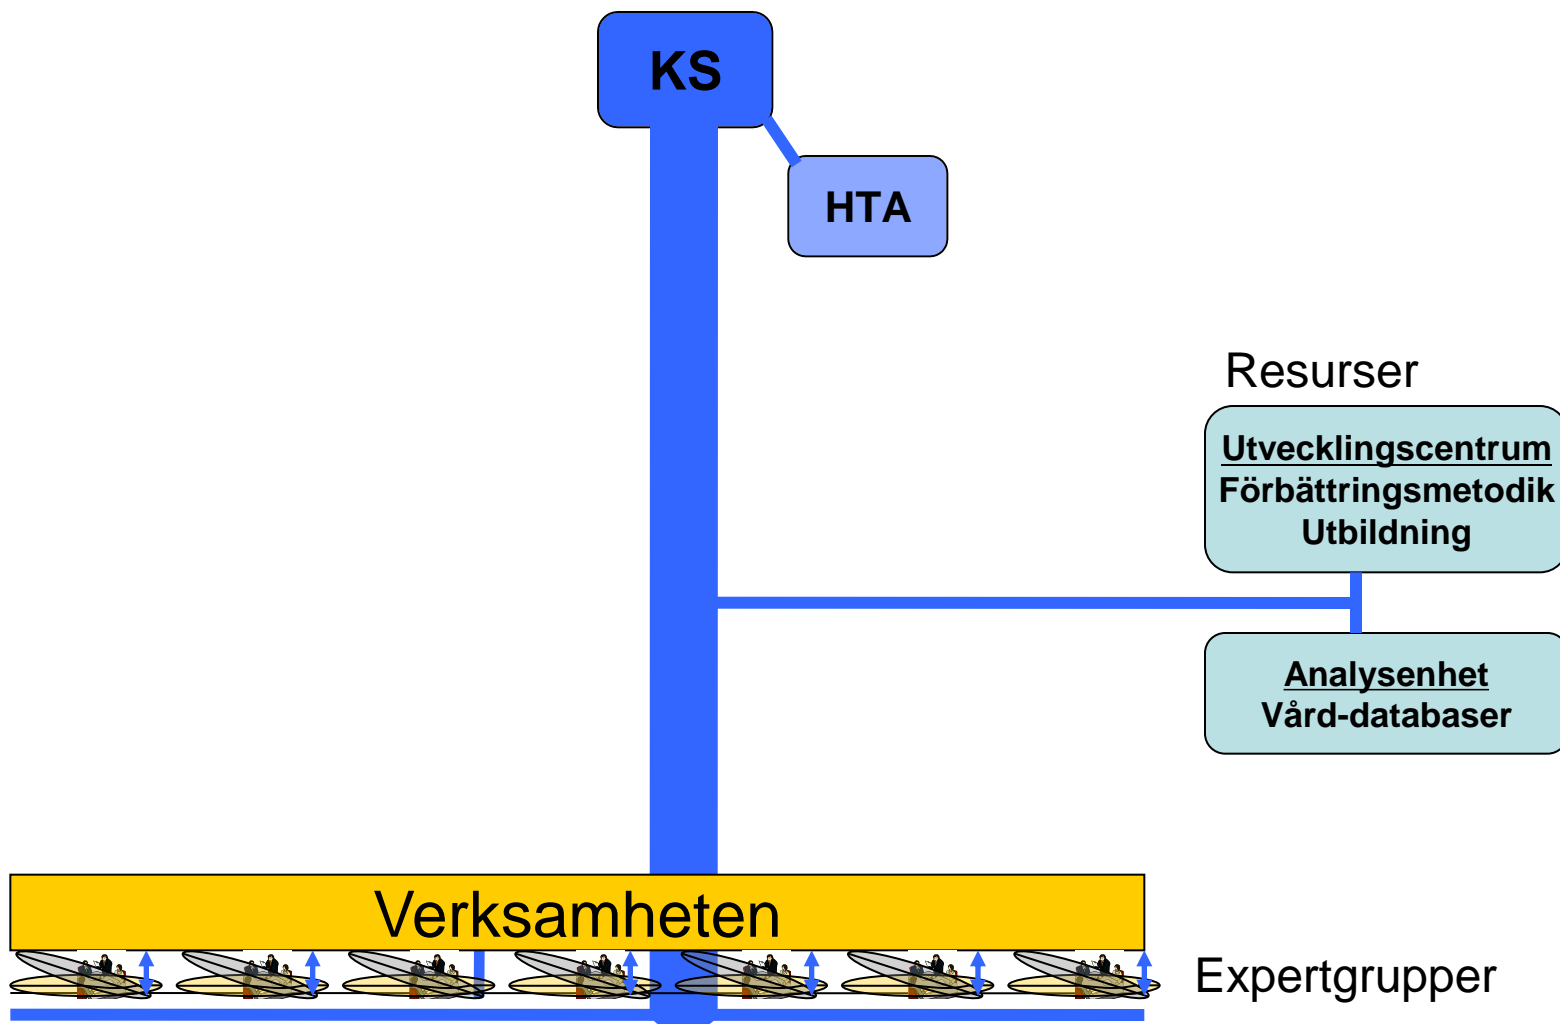 KS
HTA
Resurser
Utvecklingscentrum
Förbättringsmetodik
Utbildning
Analysenhet
Vård-databaser
Verksamheten
Expertgrupper